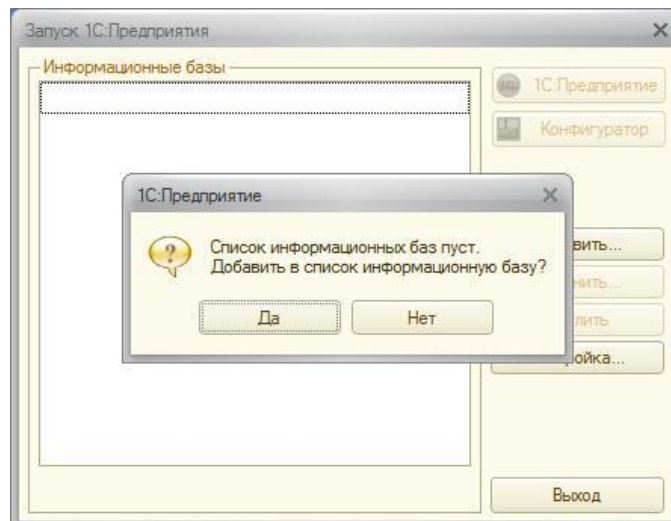 Запуск 1С:Предприятия
Информационные базы
1С:Предприятие
Конфигуратор
1С:Предприятие
Список информационных баз пуст.
Добавить в список информационную базу?
Да
Нет
Выход